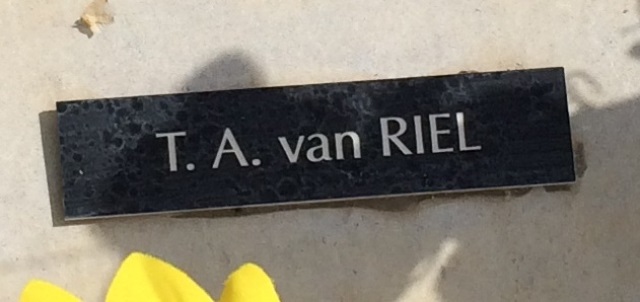 T. A. van RIEL